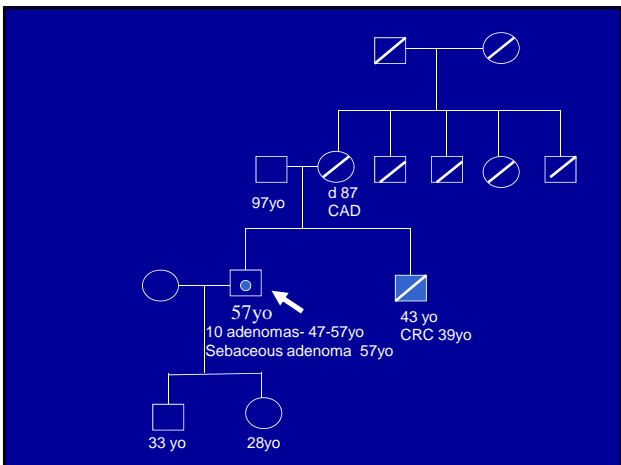 97yo
d 87
CAD
57yo
10 adenomas- 47-57yo
Sebaceous adenoma 57yo
43 yo
CRC 39yo
33 yo
28yo